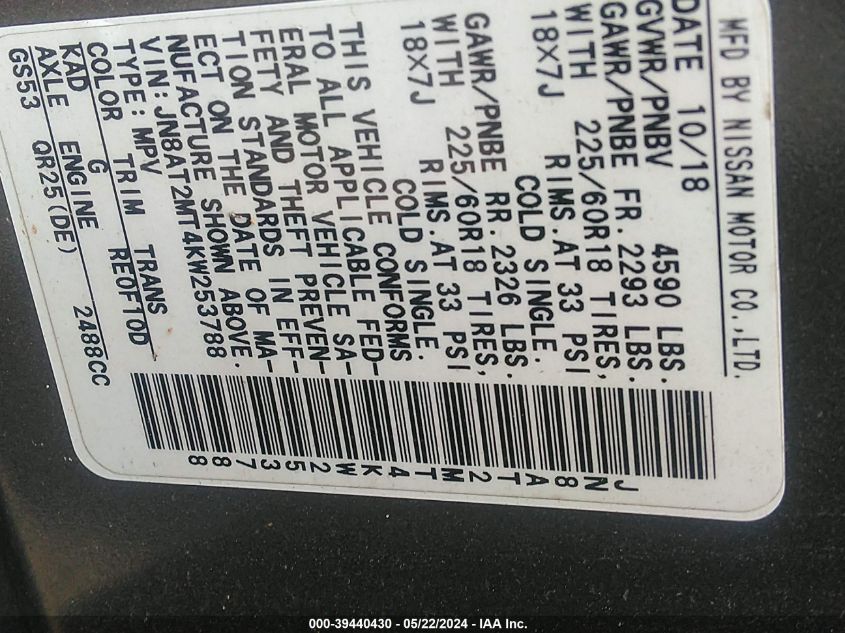 MFD BY NISSAN MOTOR CO.,LTD.
DATE 10/18
GVWR/PNBV 4590 LBS.
GAWR/PNBE FR. 2293 LBS.
WITH 225/60R18 TIRES,
18X7J RIMS.AT 33 PSI
COLD SINGLE.
GAWR/PNBE RR. 2326 LBS.
WITH 225/60R18 TIRES,
18X7J RIMS.AT 33 PSI
COLD SINGLE.
THIS VEHICLE CONFORMS
TO ALL APPLICABLE FED-
ERAL MOTOR VEHICLE SA-
FETY AND THEFT PREVEN-
TION STANDARDS IN EFF-
ECT ON THE DATE OF MA-
NUFACTURE SHOWN ABOVE.
VIN: JN8AT2MT4KW253788
TYPE: MPV
COLOR TRIM TRANS
KAD G RE0F10D
AXLE ENGINE
GS53 QR25(DE) 2488CC
JN8AT2MT4KW253788
000-39440430 - 05/22/2024 - IAA Inc.